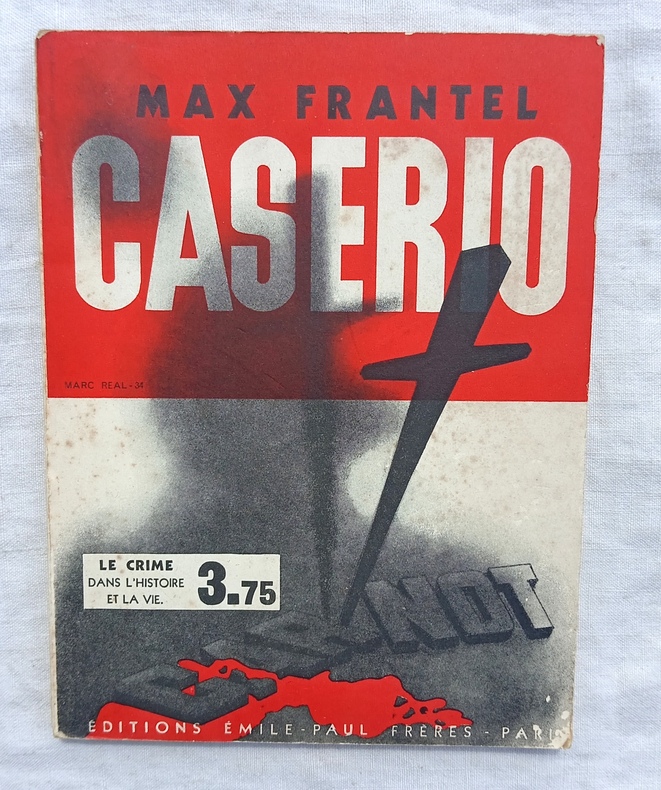 MAX FRANTEL
CASERIO
MARC REAL-34
LE CRIME
DANS L'HISTOIRE
ET LA VIE.
3.75
CARNOT
ÉDITIONS ÉMILE-PAUL FRÈRES - PARIS